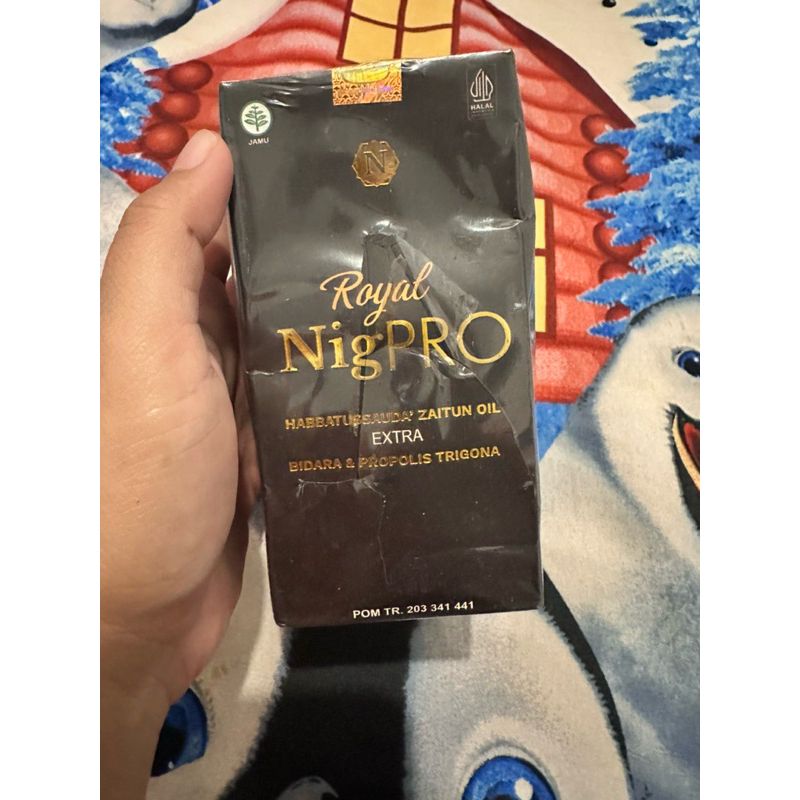 JAMU
HALAL
N
Royal
NigPRO
HABBATUSSAUDA' ZAITUN OIL
EXTRA
BIDARA & PROPOLIS TRIGONA
POM TR. 203 341 441